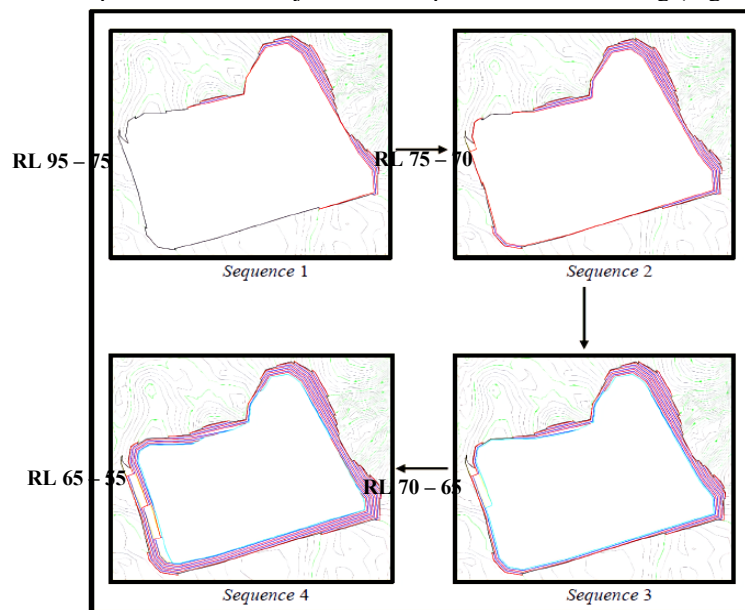 RL 95 – 75
RL 75 – 70
Sequence 1
Sequence 2
RL 65 – 55
RL 70 – 65
Sequence 4
Sequence 3